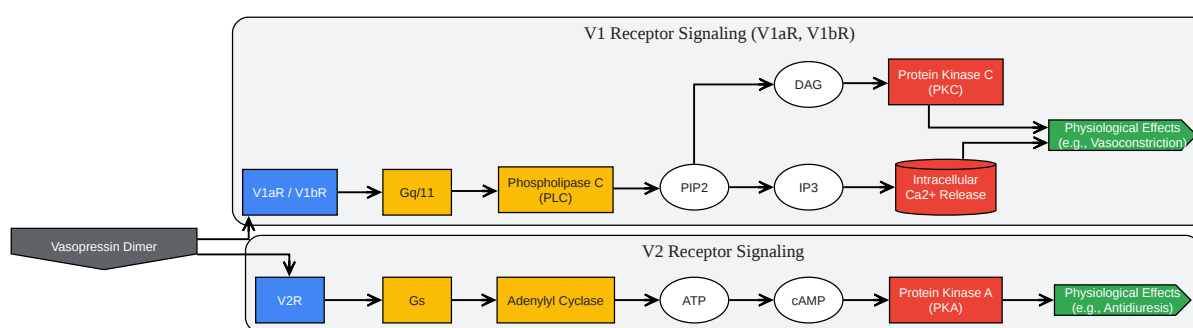 V1 Receptor Signaling (V1aR, V1bR)
DAG
Protein Kinase C
(PKC)
Physiological Effects
(e.g., Vasoconstriction)
V1aR / V1bR
Gq/11
Phospholipase C
(PLC)
PIP2
IP3
Intracellular
Ca2+ Release
Vasopressin Dimer
V2 Receptor Signaling
V2R
Gs
Adenylyl Cyclase
ATP
cAMP
Protein Kinase A
(PKA)
Physiological Effects
(e.g., Antidiuresis)